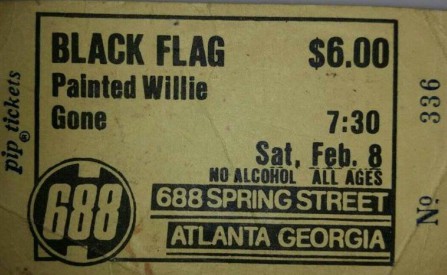 BLACK FLAG $6.00
Painted Willie
Gone 7:30
Sat, Feb. 8
NO ALCOHOL ALL AGES
688 SPRING STREET
ATLANTA GEORGIA
688
pip® tickets
No 336